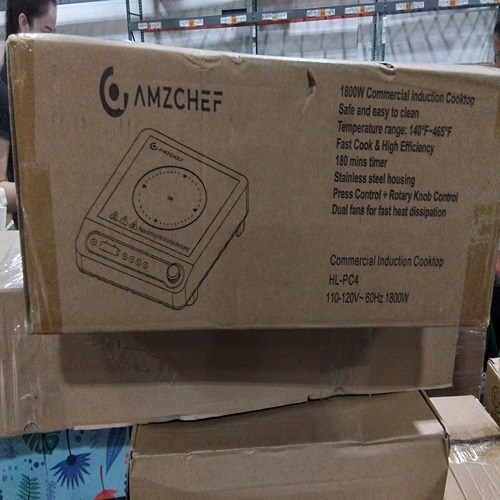 AMZCHEF
1800W Commercial Induction Cooktop
Safe and easy to clean
Temperature range: 140°F~465°F
Fast Cook & High Efficiency
180 mins timer
Stainless steel housing
Press Control + Rotary Knob Control
Dual fans for fast heat dissipation
AMZCHEF
Commercial Induction Cooktop
HL-PC4
110-120V~ 60Hz 1800W